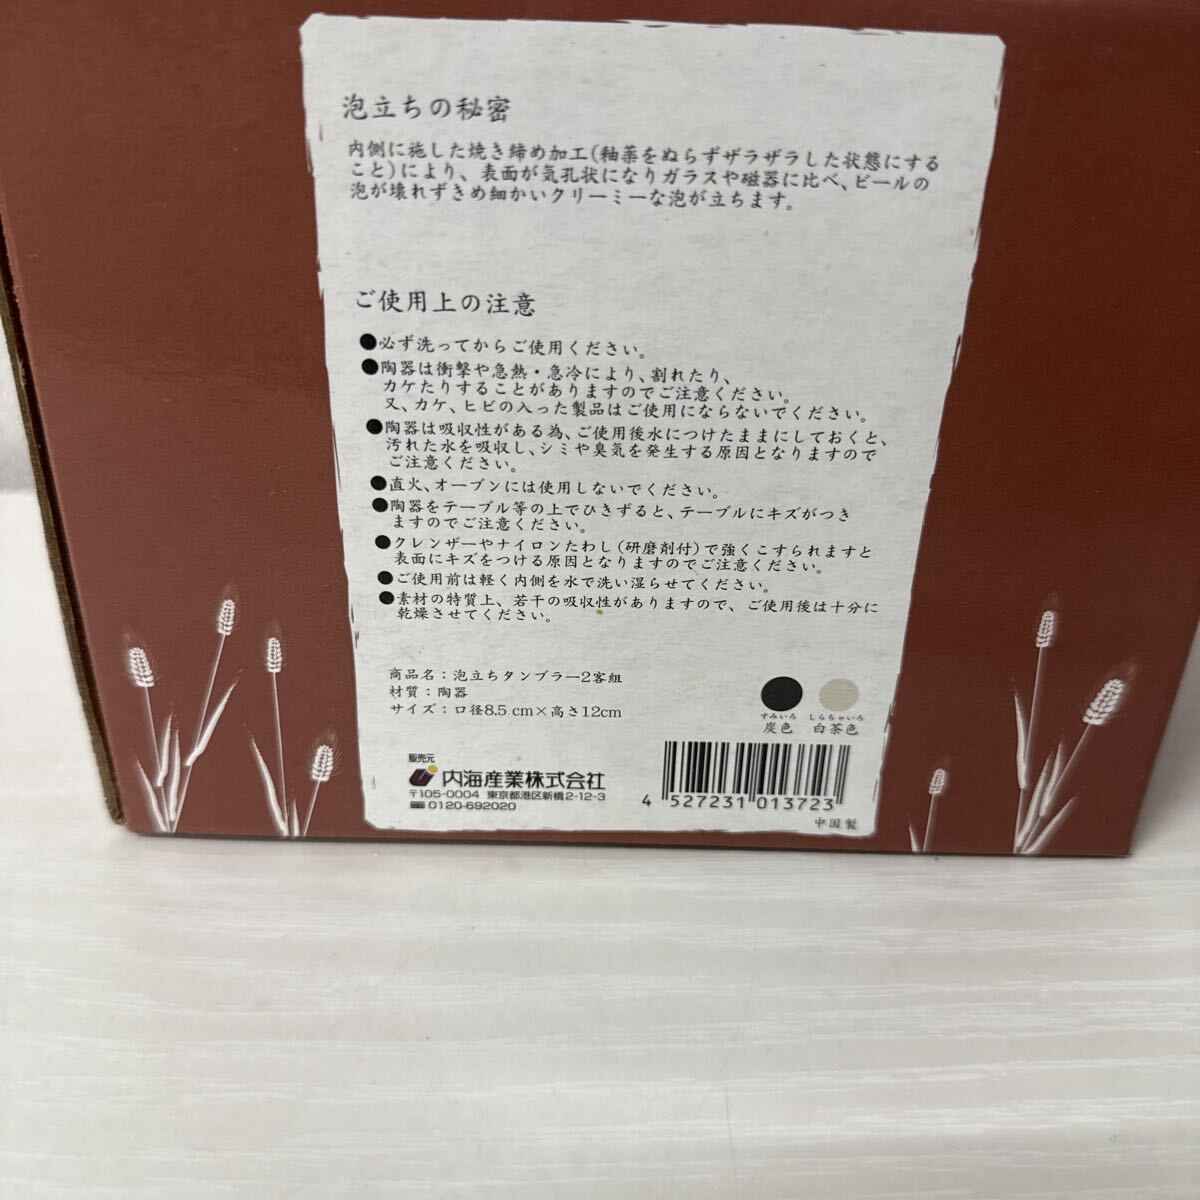 泡立ちの秘密
内側に施した焼き締め加工(釉薬をぬらずザラザラした状態にする
こと)により、表面が気孔状になりガラスや磁器に比べ、ビールの
泡が壊れずきめ細かいクリーミーな泡が立ちます。
ご使用上の注意
●必ず洗ってからご使用ください。
●陶器は衝撃や急熱・急冷により、割れたり、
カケたりすることがありますのでご注意ください。
又、カケ、ヒビの入った製品はご使用にならないでください。
●陶器は吸収性がある為、ご使用後水につけたままにしておくと、
汚れた水を吸収し、シミや臭気を発生する原因となりますので
ご注意ください。
●直火、オーブンには使用しないでください。
●陶器をテーブル等の上でひきずると、テーブルにキズがつき
ますのでご注意ください。
●クレンザーやナイロンたわし(研磨剤付)で強くこすられますと
表面にキズをつける原因となりますのでご注意ください。
●ご使用前は軽く内側を水で洗い湿らせてください。
●素材の特質上、若干の吸収性がありますので、ご使用後は十分に
乾燥させてください。
商品名：泡立ちタンブラー2客組
材質：陶器
サイズ：口径8.5cm×高さ12cm
すみいろ しらちゃいろ
炭色 白茶色
販売元
内海産業株式会社
〒105-0004 東京都港区新橋2-12-3
0120-692020
4 527231 013723
中国製